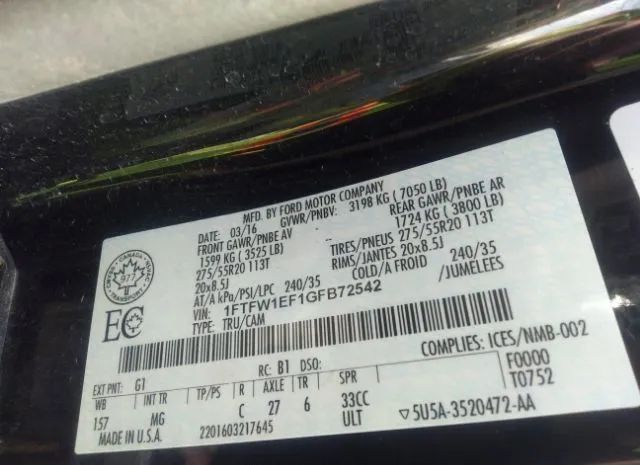 MFD. BY FORD MOTOR COMPANY
DATE: 03/16 GVWR/PNBV: 3198 KG ( 7050 LB)
FRONT GAWR/PNBE AV REAR GAWR/PNBE AR
1599 KG ( 3525 LB) 1724 KG ( 3800 LB)
275/55R20 113T TIRES/PNEUS 275/55R20 113T
20x8.5J RIMS/JANTES 20x8.5J
AT/A kPa/PSI/LPC 240/35 COLD/A FROID 240/35
VIN: 1FTFW1EF1GFB72542 /JUMELEES
TYPE: TRU/CAM
CANADA
TRANSPORT
EC
COMPLIES: ICES/NMB-002
EXT PNT: G1 RC: B1 DSO: F0000
WB INT TR TP/PS R AXLE TR SPR T0752
157 MG C 27 6 33CC
ULT ▽5U5A-3520472-AA
MADE IN U.S.A. 2201603217645